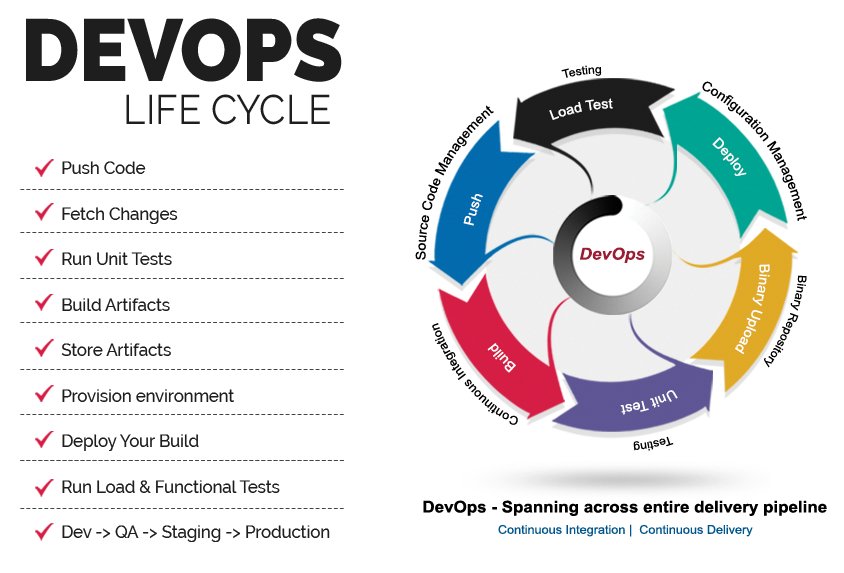 DEVOPS
LIFE CYCLE
Push Code
Fetch Changes
Run Unit Tests
Build Artifacts
Store Artifacts
Provision environment
Deploy Your Build
Run Load & Functional Tests
Dev -> QA -> Staging -> Production
Testing
Load Test
Configuration Management
Deploy
Binary Repository
Binary Upload
Testing
Unit Test
Continuous Integration
Build
Source Code Management
Push
DevOps
DevOps - Spanning across entire delivery pipeline
Continuous Integration | Continuous Delivery